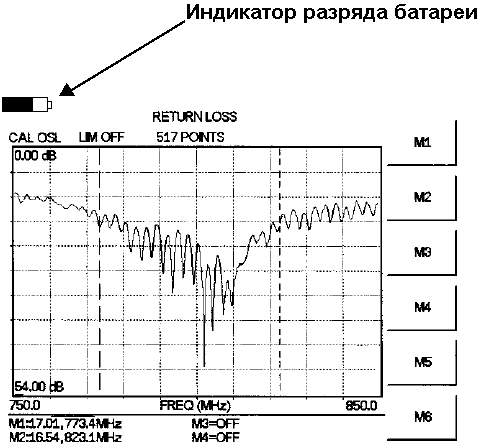 Индикатор разряда батареи
RETURN LOSS
CAL OSL LIM OFF 517 POINTS
0.00 dB
54.00 dB
750.0 FREQ (MHz) 850.0
M1:17.01,773.4MHz M3=OFF
M2:16.54,823.1MHz M4=OFF
M1
M2
M3
M4
M5
M6